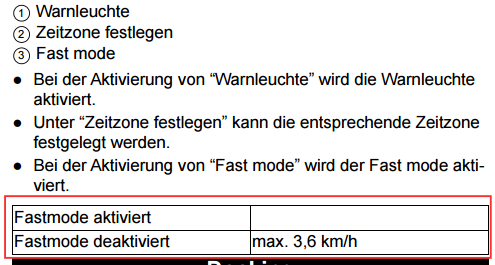 ① Warnleuchte
② Zeitzone festlegen
③ Fast mode
● Bei der Aktivierung von “Warnleuchte” wird die Warnleuchte
aktiviert.
● Unter “Zeitzone festlegen” kann die entsprechende Zeitzone
festgelegt werden.
● Bei der Aktivierung von “Fast mode” wird der Fast mode akti-
viert.
Fastmode aktiviert
Fastmode deaktiviert max. 3,6 km/h